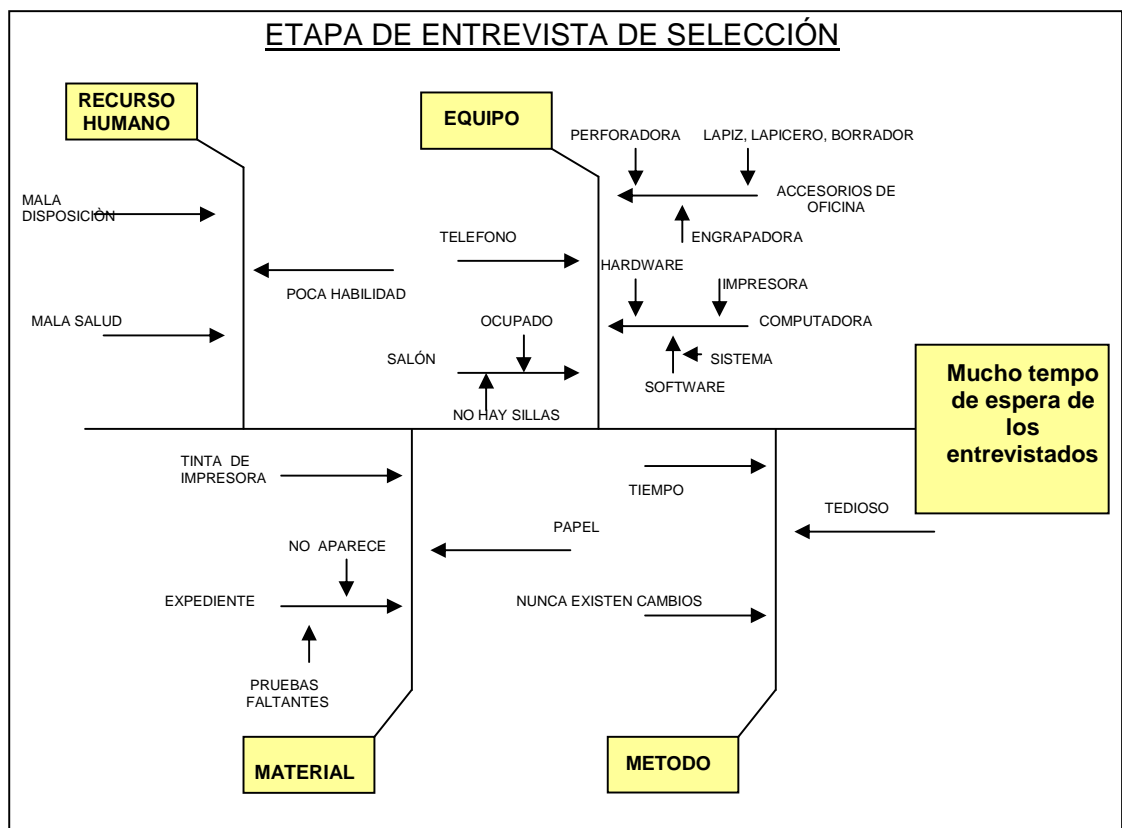 ETAPA DE ENTREVISTA DE SELECCIÓN
RECURSO
HUMANO
EQUIPO
PERFORADORA
LAPIZ, LAPICERO, BORRADOR
ACCESORIOS DE
OFICINA
ENGRAPADORA
MALA
DISPOSICIÒN
TELEFONO
HARDWARE
IMPRESORA
POCA HABILIDAD
MALA SALUD
OCUPADO
COMPUTADORA
SALÓN
SISTEMA
SOFTWARE
NO HAY SILLAS
Mucho tempo
de espera de
los
entrevistados
TINTA DE
IMPRESORA
TIEMPO
TEDIOSO
PAPEL
NO APARECE
EXPEDIENTE
NUNCA EXISTEN CAMBIOS
PRUEBAS
FALTANTES
MATERIAL
METODO